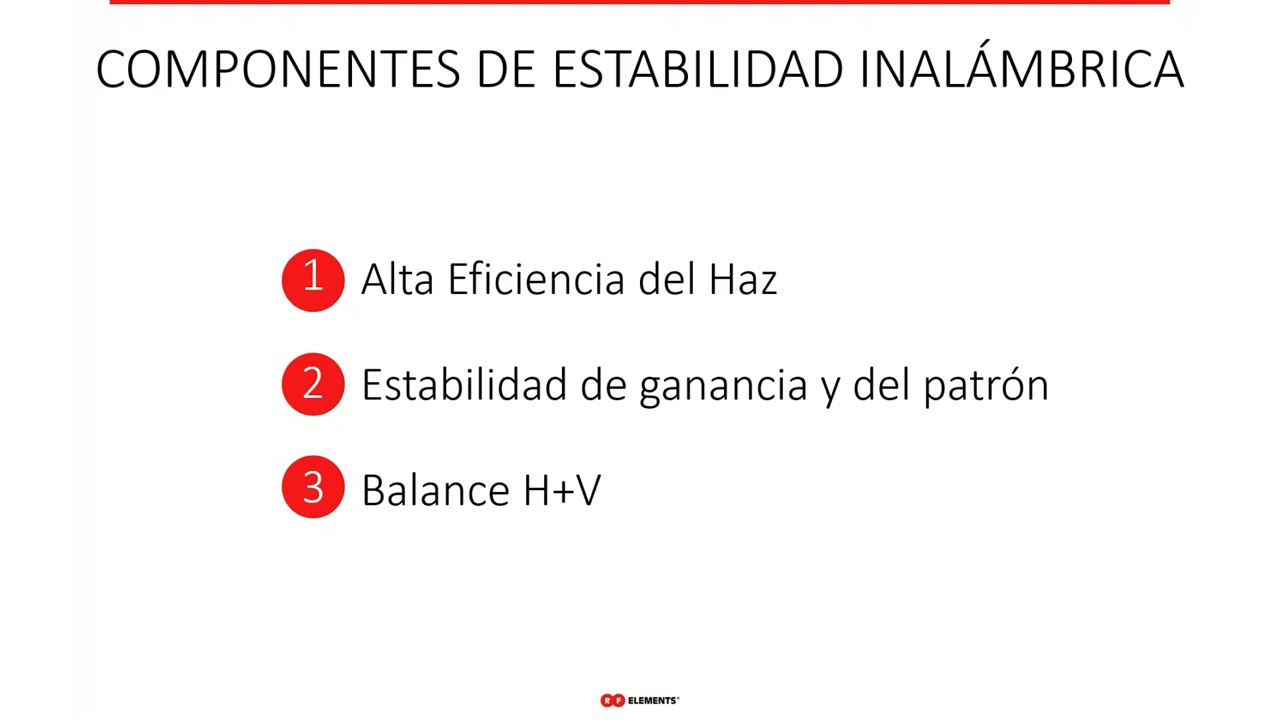 COMPONENTES DE ESTABILIDAD INALÁMBRICA
1 Alta Eficiencia del Haz
2 Estabilidad de ganancia y del patrón
3 Balance H+V
RF ELEMENTS®